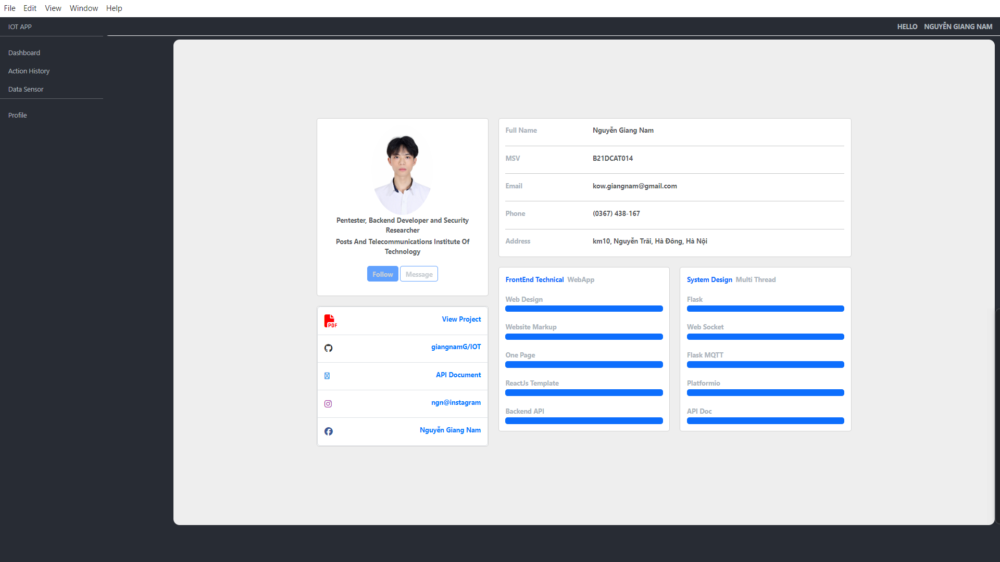 File Edit View Window Help
IOT APP
HELLO NGUYỄN GIANG NAM
Dashboard
Action History
Data Sensor
Profile
Pentester, Backend Developer and Security
Researcher
Posts And Telecommunications Institute Of
Technology
Follow Message
PDF View Project
giangnamG/IOT
API Document
ngn@instagram
Nguyễn Giang Nam
Full Name Nguyễn Giang Nam
MSV B21DCAT014
Email kow.giangnam@gmail.com
Phone (0367) 438-167
Address km10, Nguyễn Trãi, Hà Đông, Hà Nội
FrontEnd Technical WebApp
Web Design
Website Markup
One Page
ReactJs Template
Backend API
System Design Multi Thread
Flask
Web Socket
Flask MQTT
Platformio
API Doc